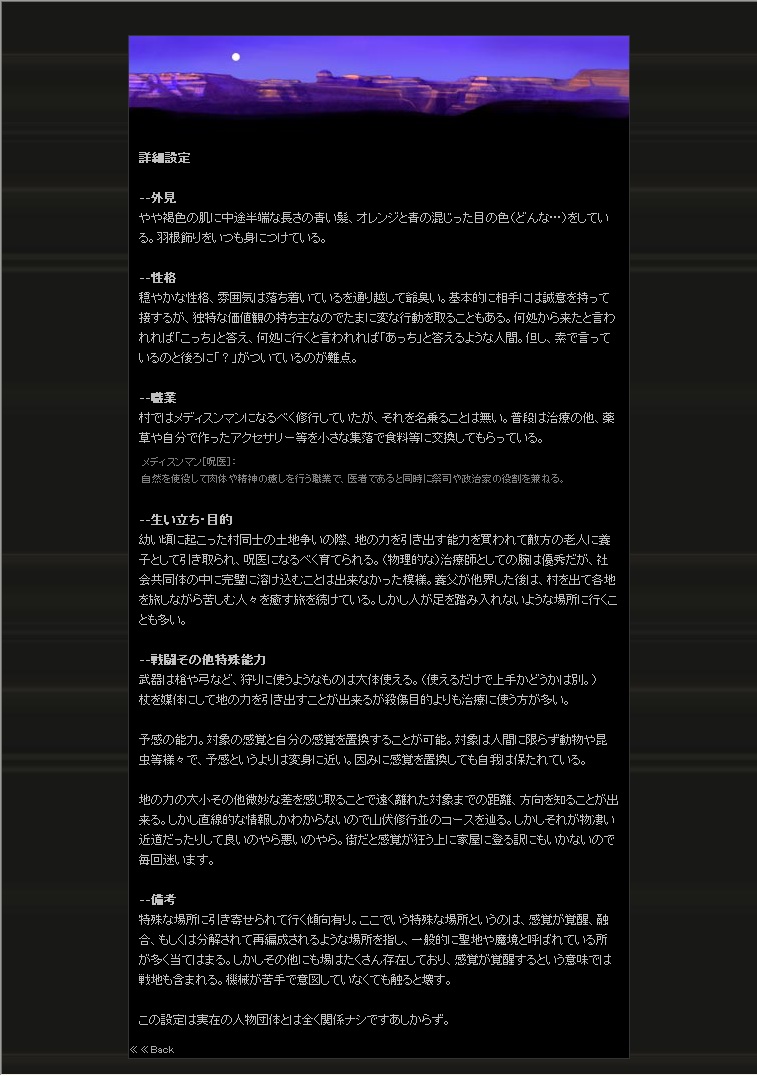 詳細設定
--外見
やや褐色の肌に中途半端な長さの青い髪、オレンジと青の混じった目の色(どんな…)をしてい
る。羽根飾りをいつも身につけている。
--性格
穏やかな性格、雰囲気は落ち着いているを通り越して爺臭い。基本的に相手には誠意を持って
接するが、独特な価値観の持ち主なのでたまに変な行動を取ることもある。何処から来たと言わ
れれば「こっち」と答え、何処に行くと言われれば「あっち」と答えるような人間。但し、素で言って
いるのと後ろに「？」がついているのが難点。
--職業
村ではメディスンマンになるべく修行していたが、それを名乗ることは無い。普段は治療の他、薬
草や自分で作ったアクセサリー等を小さな集落で食料等に交換してもらっている。
メディスンマン[呪医]：
自然を使役して肉体や精神の癒しを行う職業で、医者であると同時に祭司や政治家の役割を兼ねる。
--生い立ち・目的
幼い頃に起こった村同士の土地争いの際、地の力を引き出す能力を買われて敵方の老人に養
子として引き取られ、呪医になるべく育てられる。(物理的な)治療師としての腕は優秀だが、社
会共同体の中に完璧に溶け込むことは出来なかった模様。養父が他界した後は、村を出て各地
を旅しながら苦しむ人々を癒す旅を続けている。しかし人が足を踏み入れないような場所に行くこ
とも多い。
--戦闘その他特殊能力
武器は槍や弓など、狩りに使うようなものは大体使える。(使えるだけで上手かどうかは別。)
杖を媒体にして地の力を引き出すことが出来るが殺傷目的よりも治療に使う方が多い。
予感の能力。対象の感覚と自分の感覚を置換することが可能。対象は人間に限らず動物や昆
虫等様々で、予感というよりは変身に近い。因みに感覚を置換しても自我は保たれている。
地の力の大小その他微妙な差を感じ取ることで遠く離れた対象までの距離、方向を知ることが出
来る。しかし直線的な情報しかわからないので山伏修行並のコースを辿る。しかしそれが物凄い
近道だったりして良いのやら悪いのやら。街だと感覚が狂う上に家屋に登る訳にもいかないので
毎回迷います。
--備考
特殊な場所に引き寄せられて行く傾向有り。ここでいう特殊な場所というのは、感覚が覚醒、融
合、もしくは分解されて再編成されるような場所を指し、一般的に聖地や魔境と呼ばれている所
が多く当てはまる。しかしその他にも場はたくさん存在しており、感覚が覚醒するという意味では
戦地も含まれる。機械が苦手で意図していなくても触ると壊す。
この設定は実在の人物団体とは全く関係ナシですあしからず。
≪≪Back